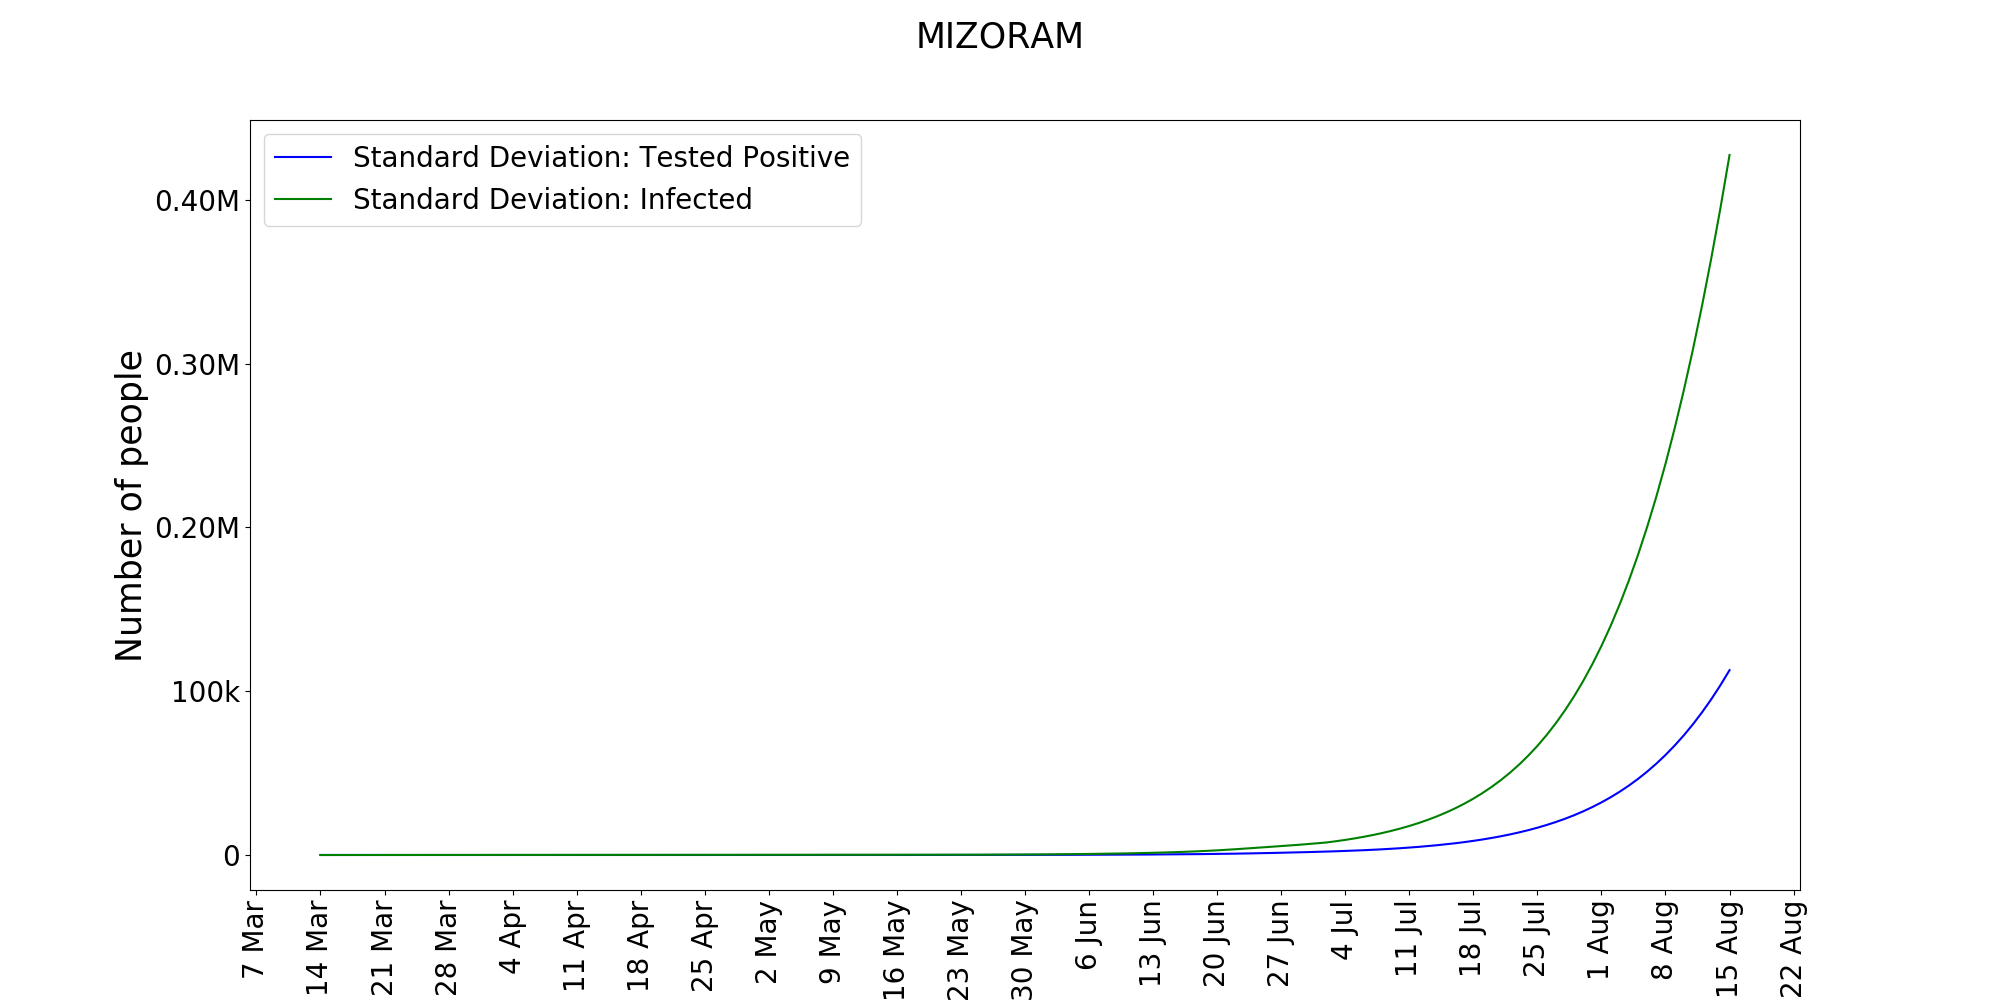 MIZORAM
Standard Deviation: Tested Positive
Standard Deviation: Infected
Number of people
0.40M
0.30M
0.20M
100k
0
7 Mar
14 Mar
21 Mar
28 Mar
4 Apr
11 Apr
18 Apr
25 Apr
2 May
9 May
16 May
23 May
30 May
6 Jun
13 Jun
20 Jun
27 Jun
4 Jul
11 Jul
18 Jul
25 Jul
1 Aug
8 Aug
15 Aug
22 Aug